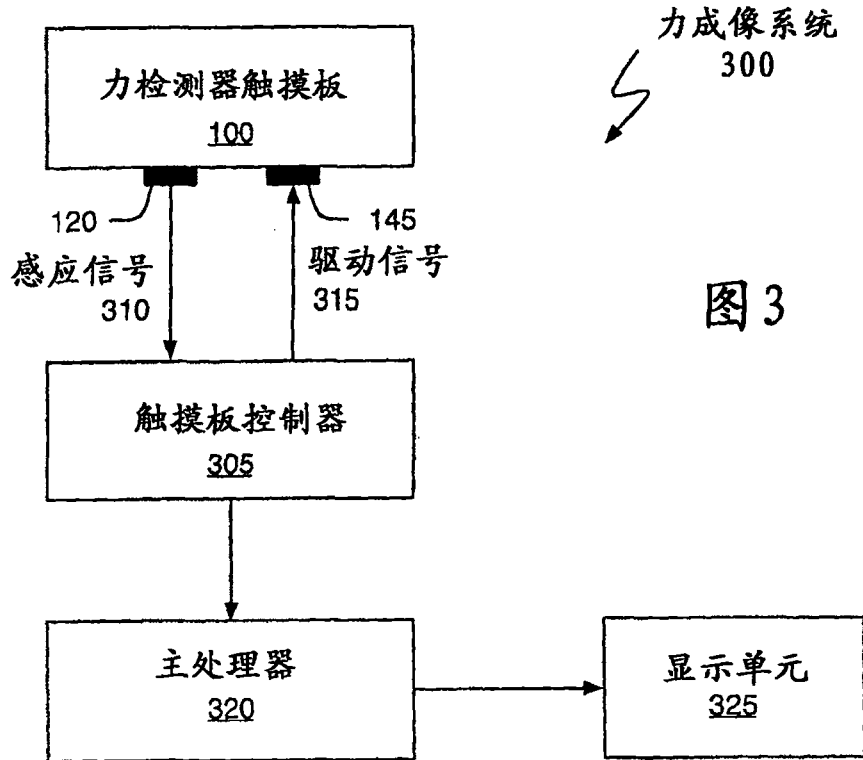 力成像系统
300
力检测器触摸板
100
120
145
感应信号
310
驱动信号
315
图3
触摸板控制器
305
主处理器
320
显示单元
325